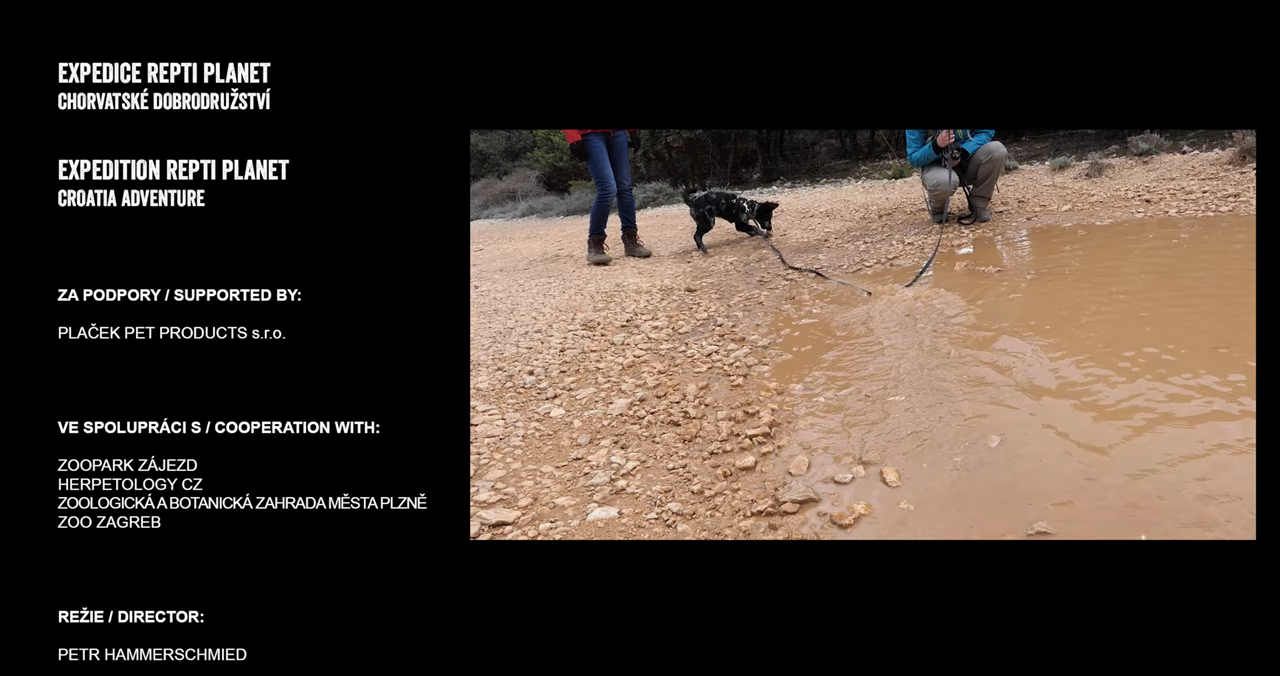 EXPEDICE REPTI PLANET
CHORVATSKÉ DOBRODRUŽSTVÍ
EXPEDITION REPTI PLANET
CROATIA ADVENTURE
ZA PODPORY / SUPPORTED BY:
PLAČEK PET PRODUCTS s.r.o.
VE SPOLUPRÁCI S / COOPERATION WITH:
ZOOPARK ZÁJEZD
HERPETOLOGY CZ
ZOOLOGICKÁ A BOTANICKÁ ZAHRADA MĚSTA PLZNĚ
ZOO ZAGREB
REŽIE / DIRECTOR:
PETR HAMMERSCHMIED